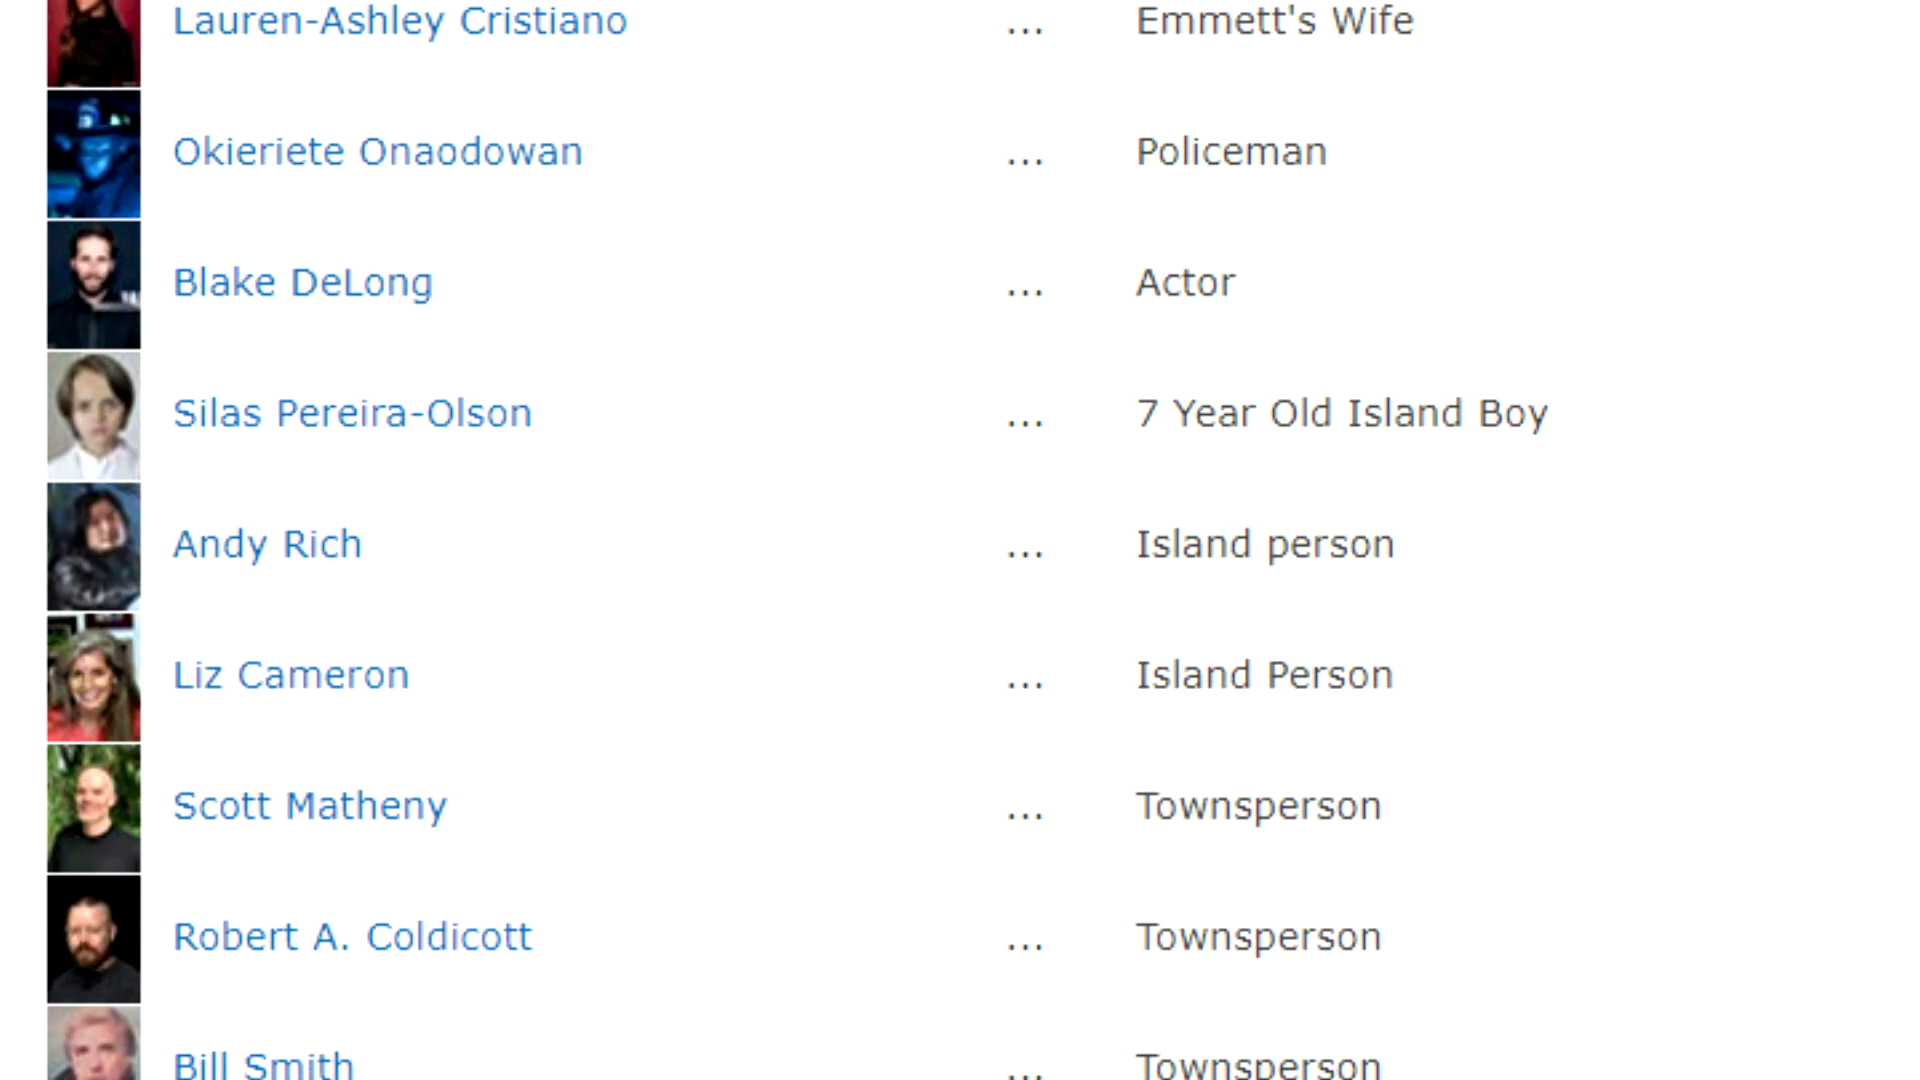 Lauren-Ashley Cristiano ... Emmett's Wife
Okieriete Onaodowan ... Policeman
Blake DeLong ... Actor
Silas Pereira-Olson ... 7 Year Old Island Boy
Andy Rich ... Island person
Liz Cameron ... Island Person
Scott Matheny ... Townsperson
Robert A. Coldicott ... Townsperson
Bill Smith ... Townsperson